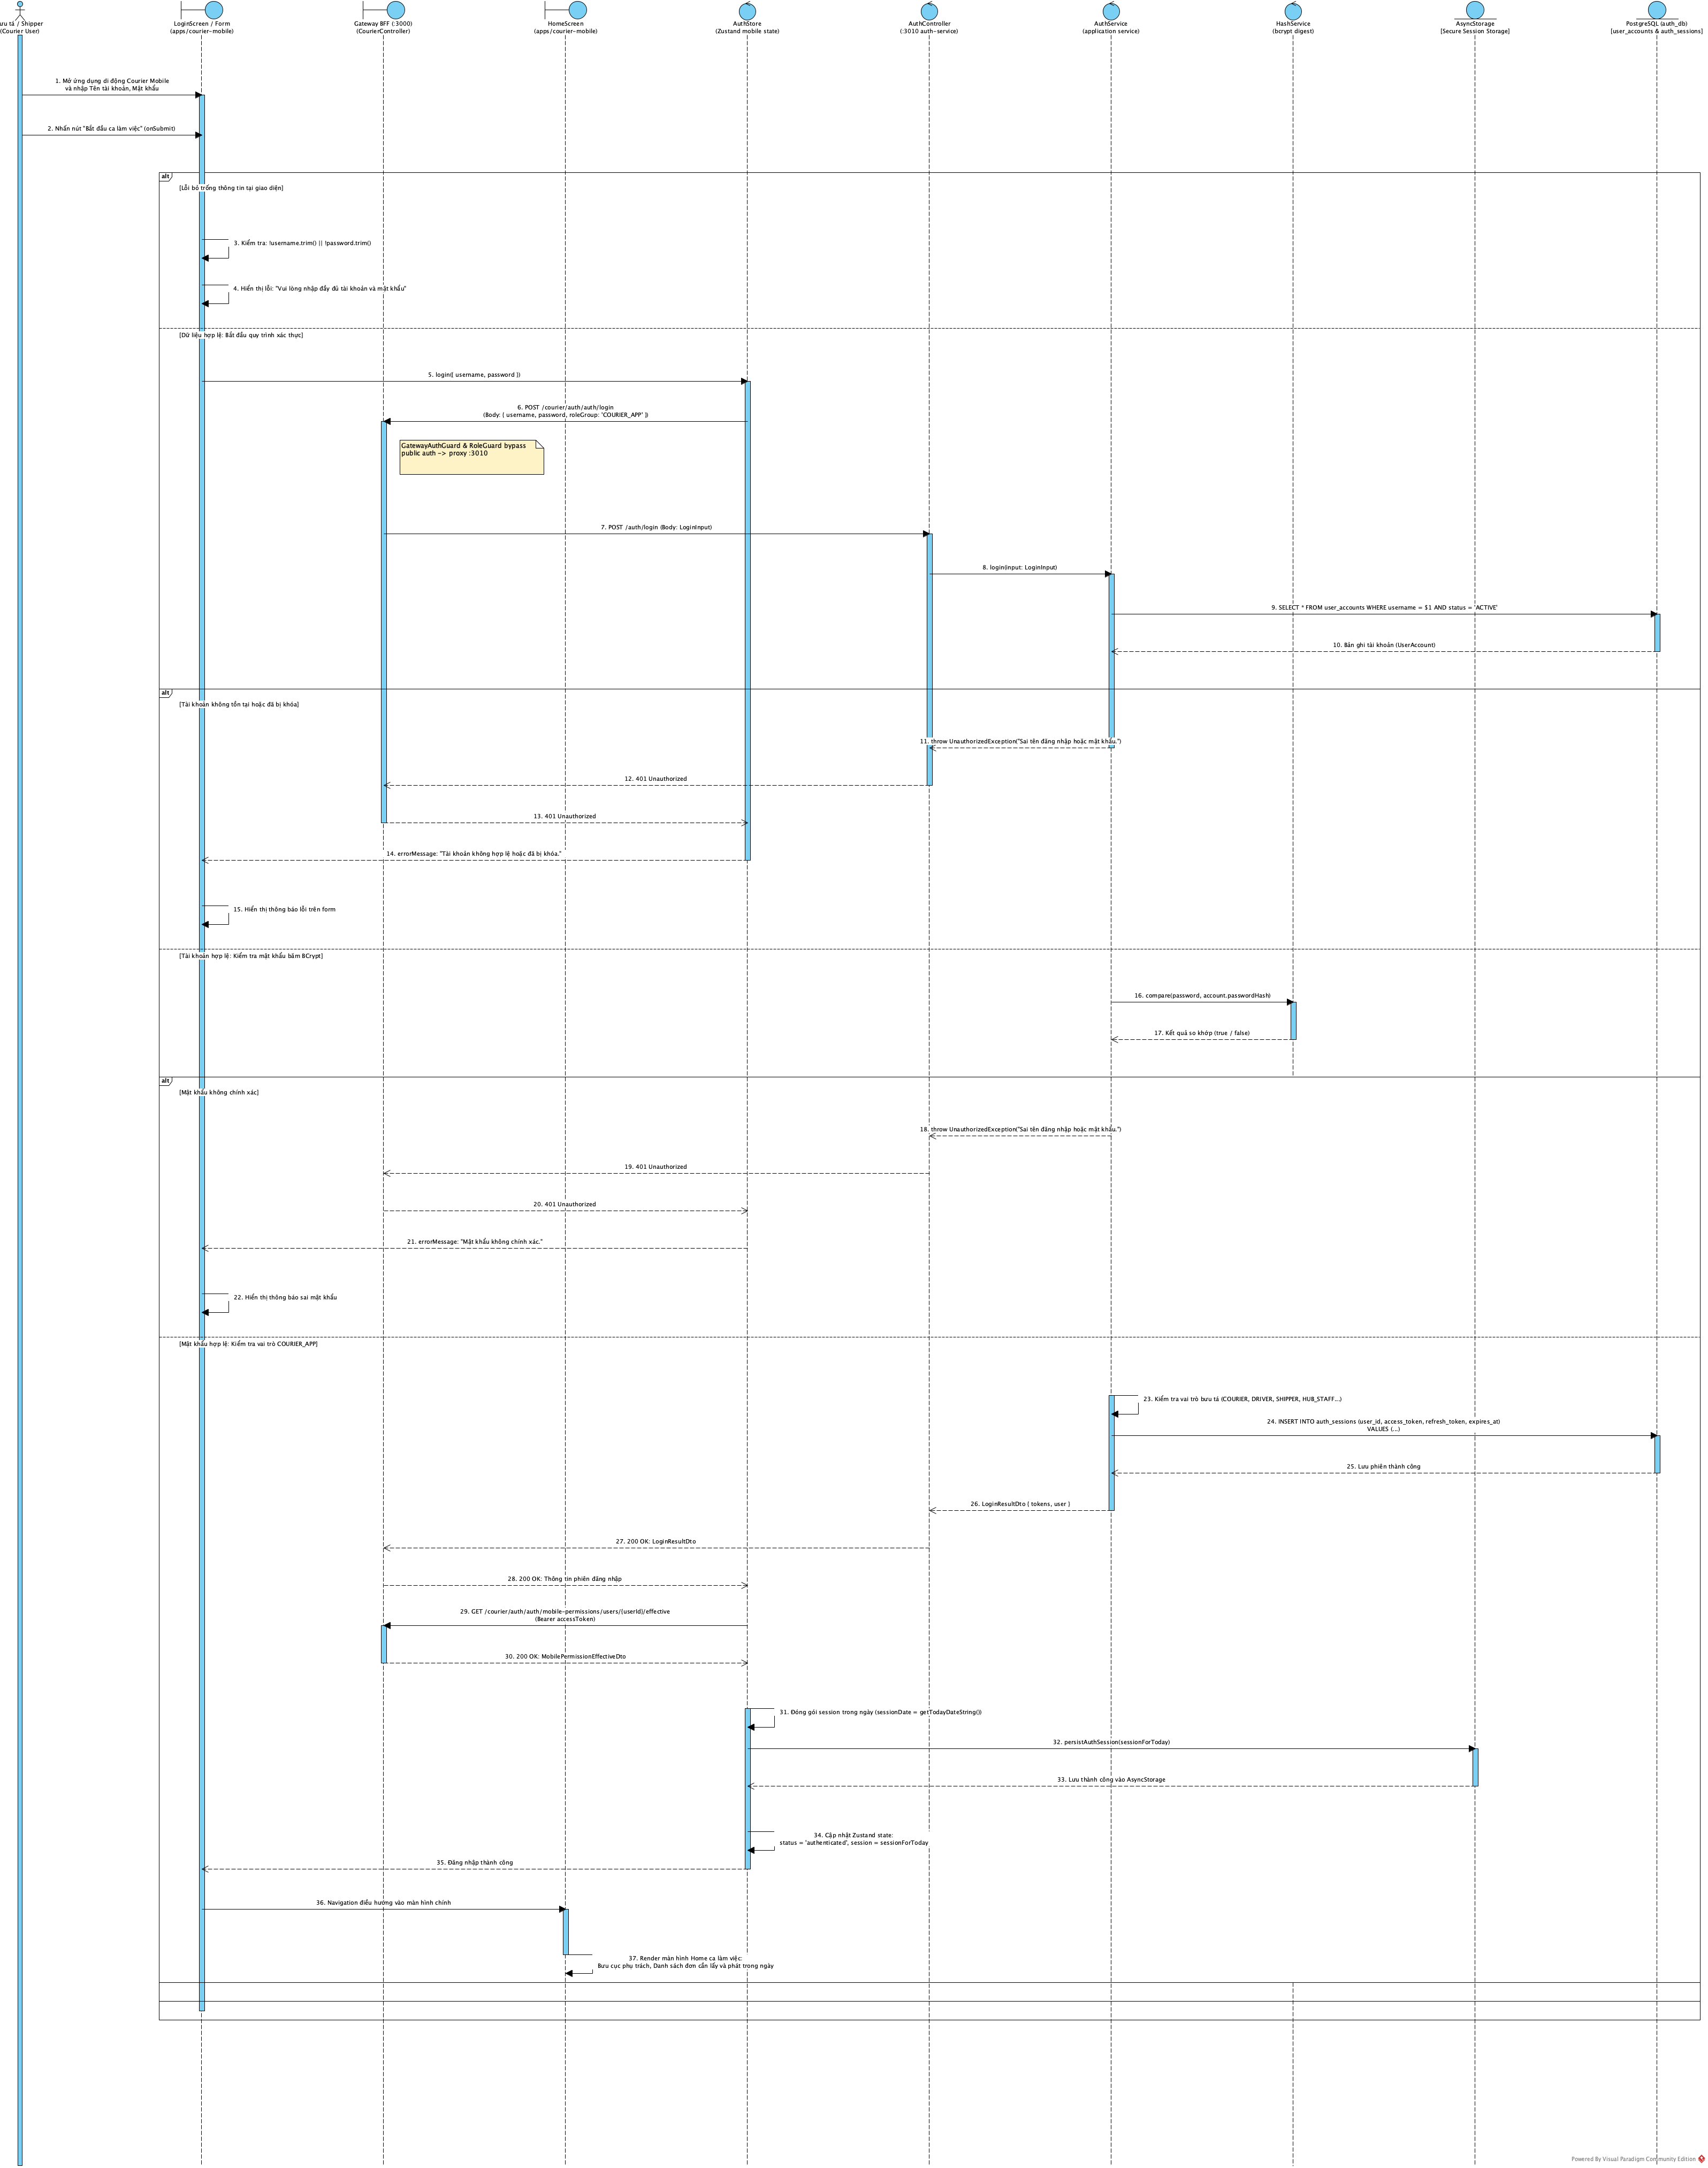 ưu tá / Shipper
(Courier User)
LoginScreen / Form
(apps/courier-mobile)
Gateway BFF (:3000)
(CourierController)
HomeScreen
(apps/courier-mobile)
AuthStore
(Zustand mobile state)
AuthController
(:3010 auth-service)
AuthService
(application service)
HashService
(bcrypt digest)
AsyncStorage
[Secure Session Storage]
PostgreSQL (auth_db)
[user_accounts & auth_sessions]
1. Mở ứng dụng di động Courier Mobile
và nhập Tên tài khoản, Mật khẩu
2. Nhấn nút "Bắt đầu ca làm việc" (onSubmit)
alt
[Lỗi bỏ trống thông tin tại giao diện]
3. Kiểm tra: !username.trim() || !password.trim()
4. Hiển thị lỗi: "Vui lòng nhập đầy đủ tài khoản và mật khẩu"
[Dữ liệu hợp lệ: Bắt đầu quy trình xác thực]
5. login({ username, password })
6. POST /courier/auth/auth/login
(Body: { username, password, roleGroup: 'COURIER_APP' })
GatewayAuthGuard & RoleGuard bypass
public auth -> proxy :3010
7. POST /auth/login (Body: LoginInput)
8. login(input: LoginInput)
9. SELECT * FROM user_accounts WHERE username = $1 AND status = 'ACTIVE'
10. Bản ghi tài khoản (UserAccount)
alt
[Tài khoản không tồn tại hoặc đã bị khóa]
11. throw UnauthorizedException("Sai tên đăng nhập hoặc mật khẩu.")
12. 401 Unauthorized
13. 401 Unauthorized
14. errorMessage: "Tài khoản không hợp lệ hoặc đã bị khóa."
15. Hiển thị thông báo lỗi trên form
[Tài khoản hợp lệ: Kiểm tra mật khẩu băm BCrypt]
16. compare(password, account.passwordHash)
17. Kết quả so khớp (true / false)
alt
[Mật khẩu không chính xác]
18. throw UnauthorizedException("Sai tên đăng nhập hoặc mật khẩu.")
19. 401 Unauthorized
20. 401 Unauthorized
21. errorMessage: "Mật khẩu không chính xác."
22. Hiển thị thông báo sai mật khẩu
[Mật khẩu hợp lệ: Kiểm tra vai trò COURIER_APP]
23. Kiểm tra vai trò bưu tá (COURIER, DRIVER, SHIPPER, HUB_STAFF...)
24. INSERT INTO auth_sessions (user_id, access_token, refresh_token, expires_at)
VALUES (...)
25. Lưu phiên thành công
26. LoginResultDto { tokens, user }
27. 200 OK: LoginResultDto
28. 200 OK: Thông tin phiên đăng nhập
29. GET /courier/auth/auth/mobile-permissions/users/{userId}/effective
(Bearer accessToken)
30. 200 OK: MobilePermissionEffectiveDto
31. Đóng gói session trong ngày (sessionDate = getTodayDateString())
32. persistAuthSession(sessionForToday)
33. Lưu thành công vào AsyncStorage
34. Cập nhật Zustand state:
status = 'authenticated', session = sessionForToday
35. Đăng nhập thành công
36. Navigation điều hướng vào màn hình chính
37. Render màn hình Home ca làm việc:
Bưu cục phụ trách, Danh sách đơn cần lấy và phát trong ngày
Powered By Visual Paradigm Community Edition